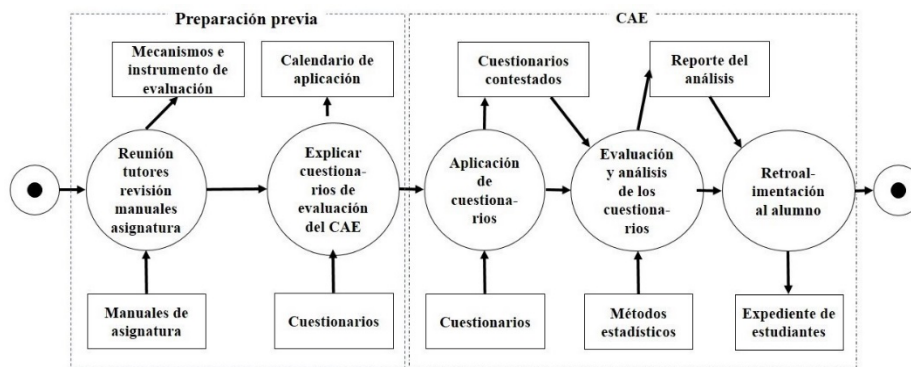 Preparación previa
CAE
Mecanismos e
instrumento de
evaluación
Calendario de
aplicación
Cuestionarios
contestados
Reporte del
análisis
Reunión
tutores
revisión
manuales
asignatura
Explicar
cuestiona-
rios de
evaluación
del CAE
Aplicación
de
cuestiona-
rios
Evaluación
y análisis
de los
cuestiona-
rios
Retroal-
imentación
al alumno
Manuales de
asignatura
Cuestionarios
Cuestionarios
Métodos
estadísticos
Expediente de
estudiantes